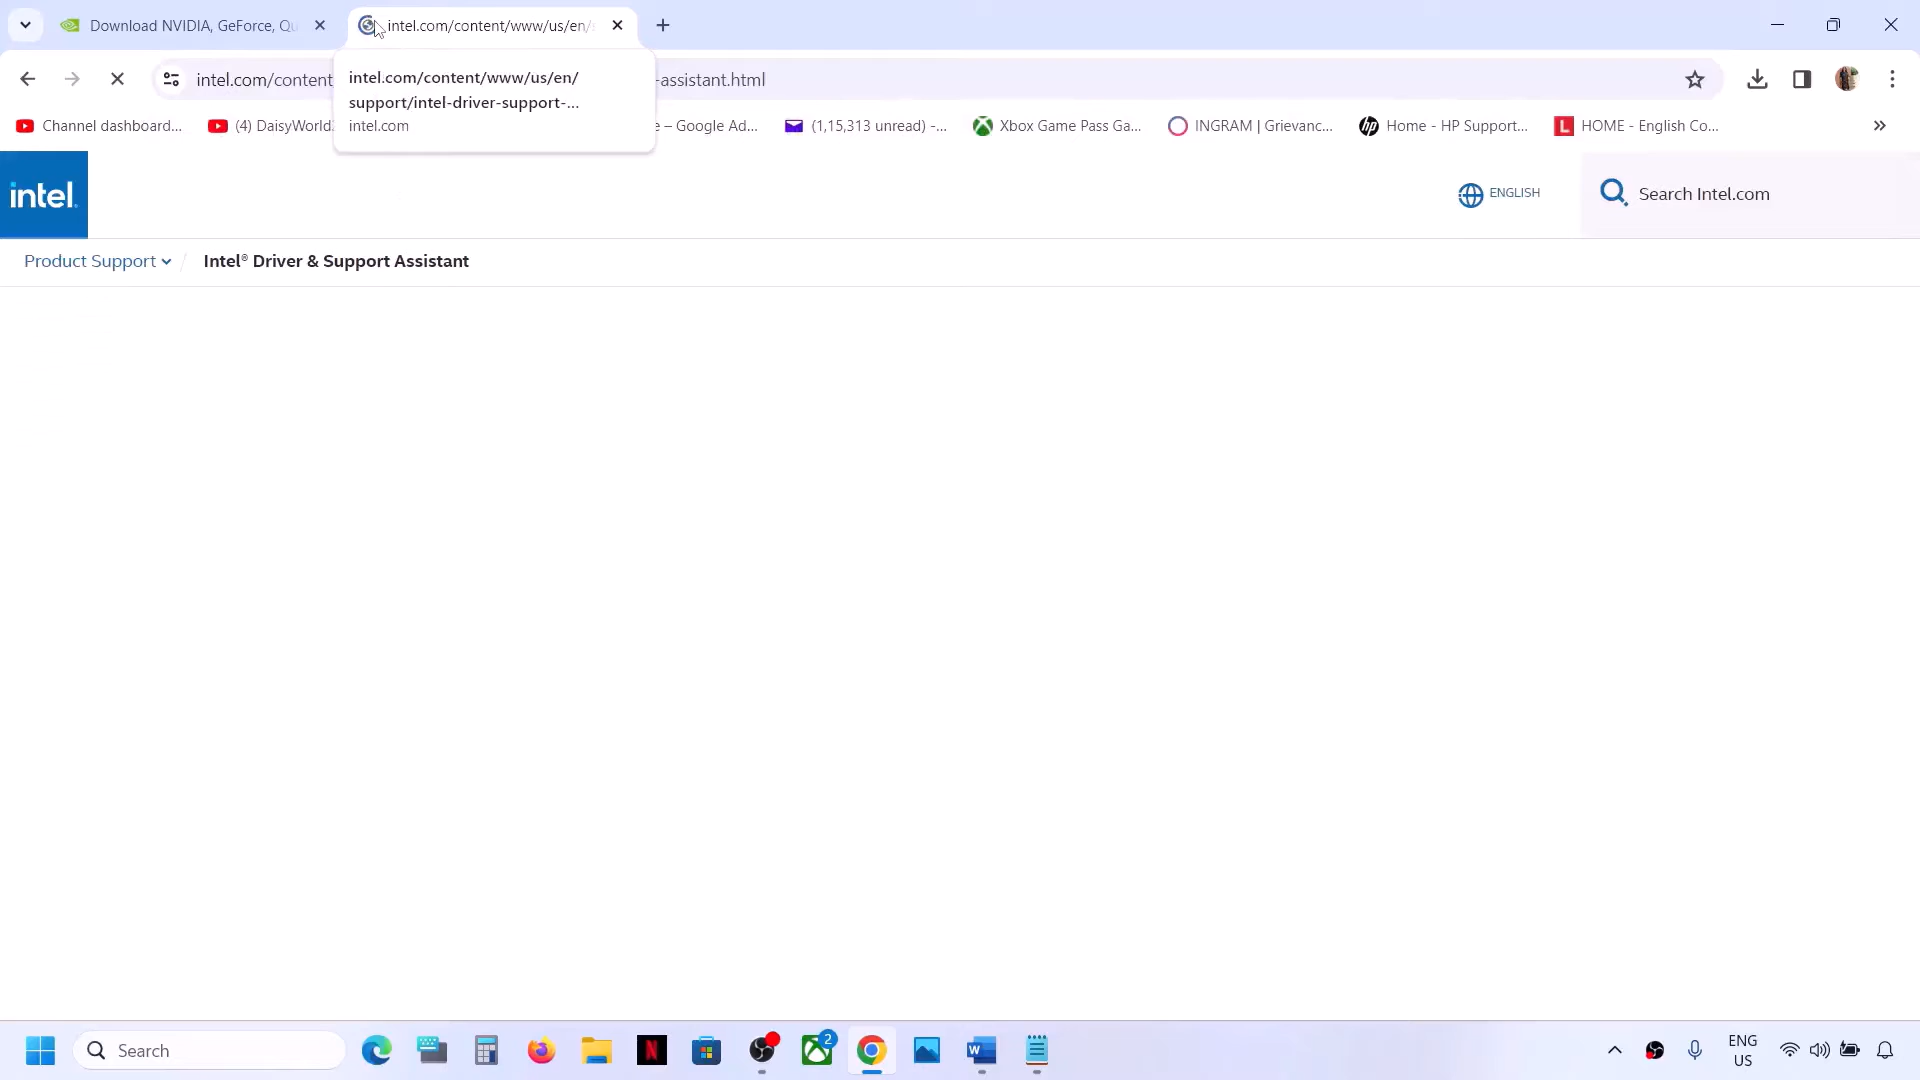 Download NVIDIA, GeForce, Qu
intel.com/content/www/us/en/s
intel.com/content
-assistant.html
intel.com/content/www/us/en/
support/intel-driver-support-...
intel.com
Channel dashboard...
(4) DaisyWorld
e – Google Ad...
(1,15,313 unread) -...
Xbox Game Pass Ga...
INGRAM | Grievanc...
Home - HP Support...
HOME - English Co...
intel.
ENGLISH
Search Intel.com
Product Support
Intel® Driver & Support Assistant
Search
2
ENG
US